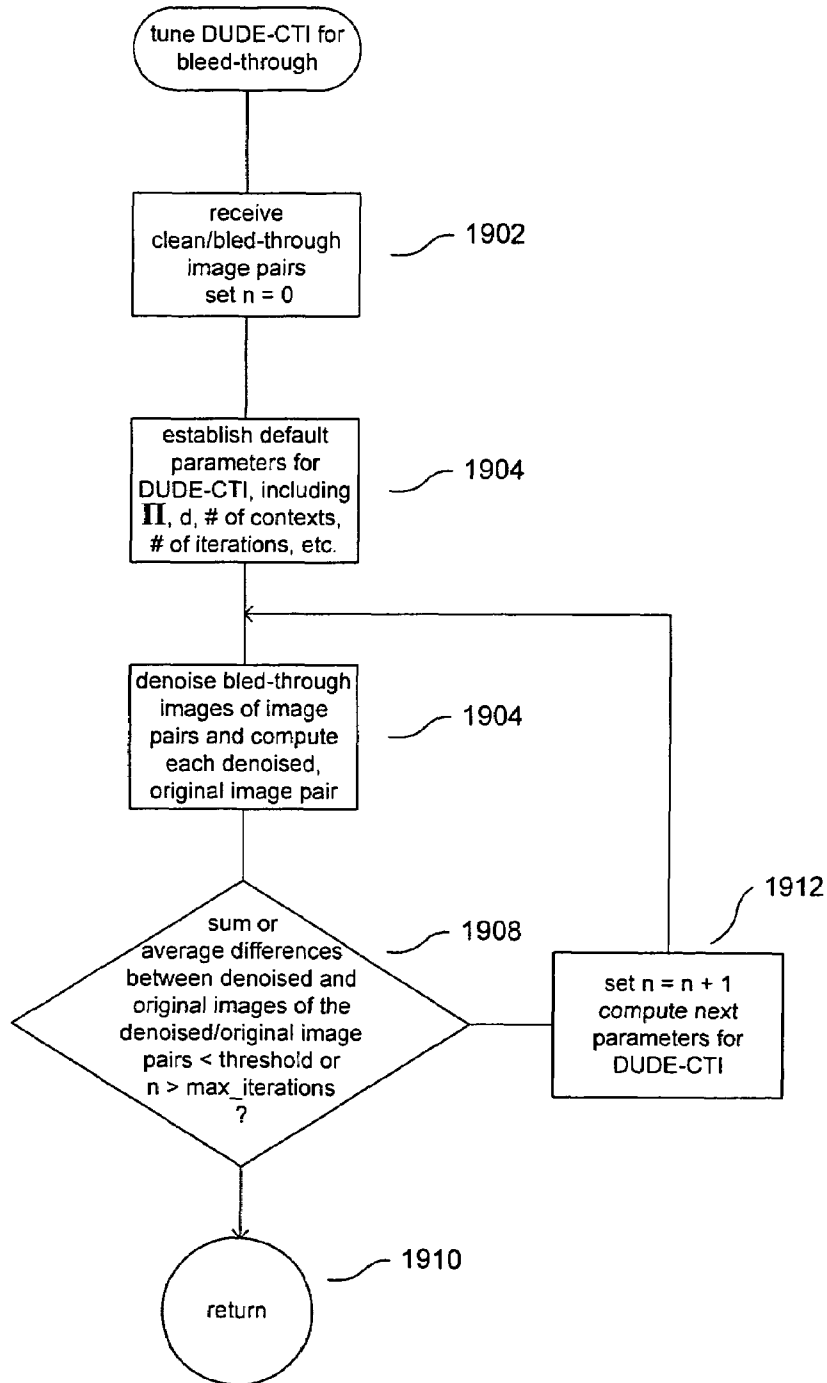 tune DUDE-CTI for
bleed-through
receive
clean/bled-through
image pairs
set n = 0
1902
establish default
parameters for
DUDE-CTI, including
Π, d, # of contexts,
# of iterations, etc.
1904
denoise bled-through
images of image
pairs and compute
each denoised,
original image pair
1904
sum or
average differences
between denoised and
original images of the
denoised/original image
pairs < threshold or
n > max_iterations
?
1908
set n = n + 1
compute next
parameters for
DUDE-CTI
1912
return
1910